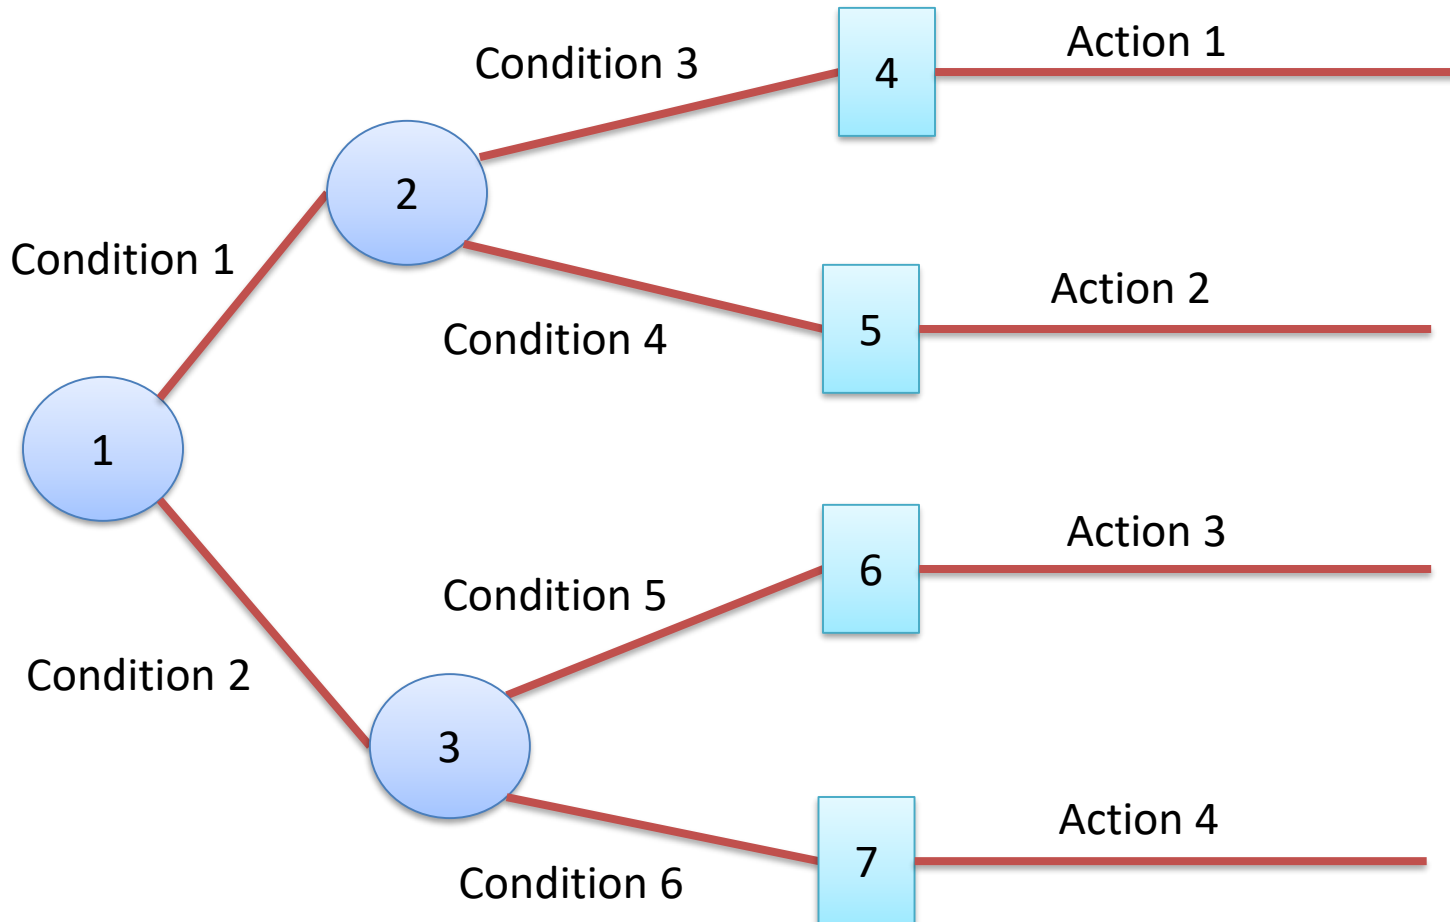 Condition 3
4
Action 1
2
Condition 1
Condition 4
5
Action 2
1
Condition 2
Condition 5
6
Action 3
3
Condition 6
7
Action 4